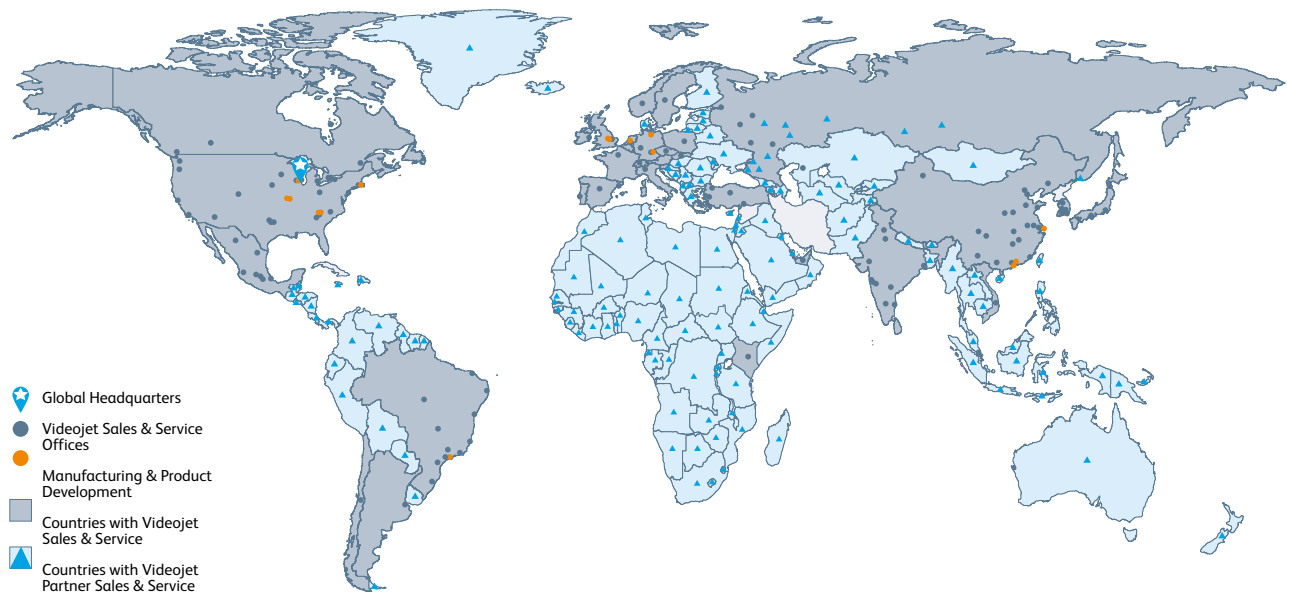 Global Headquarters
Videojet Sales & Service
Offices
Manufacturing & Product
Development
Countries with Videojet
Sales & Service
Countries with Videojet
Partner Sales & Service